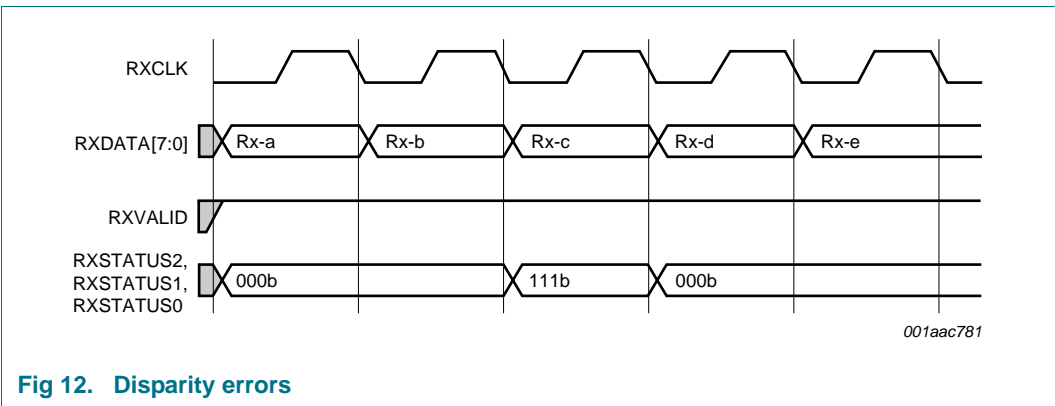 RXCLK
RXDATA[7:0]
Rx-a
Rx-b
Rx-c
Rx-d
Rx-e
RXVALID
RXSTATUS2,
RXSTATUS1,
RXSTATUS0
000b
111b
000b
001aac781
Fig 12. Disparity errors